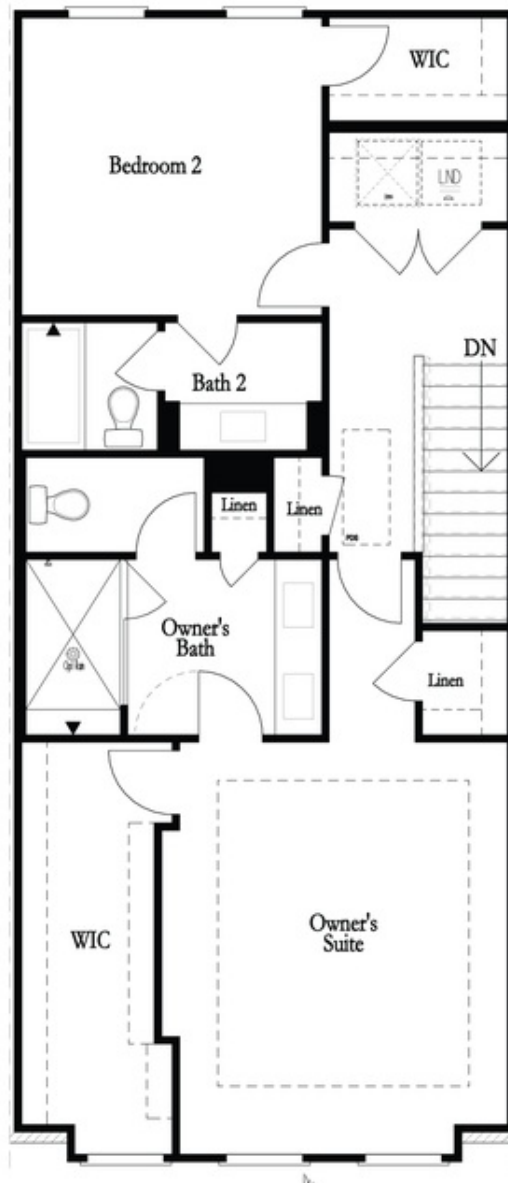 WIC
Bedroom 2
LND
DN
Bath 2
Linen
Linen
Owner's
Bath
Linen
WIC
Owner's
Suite